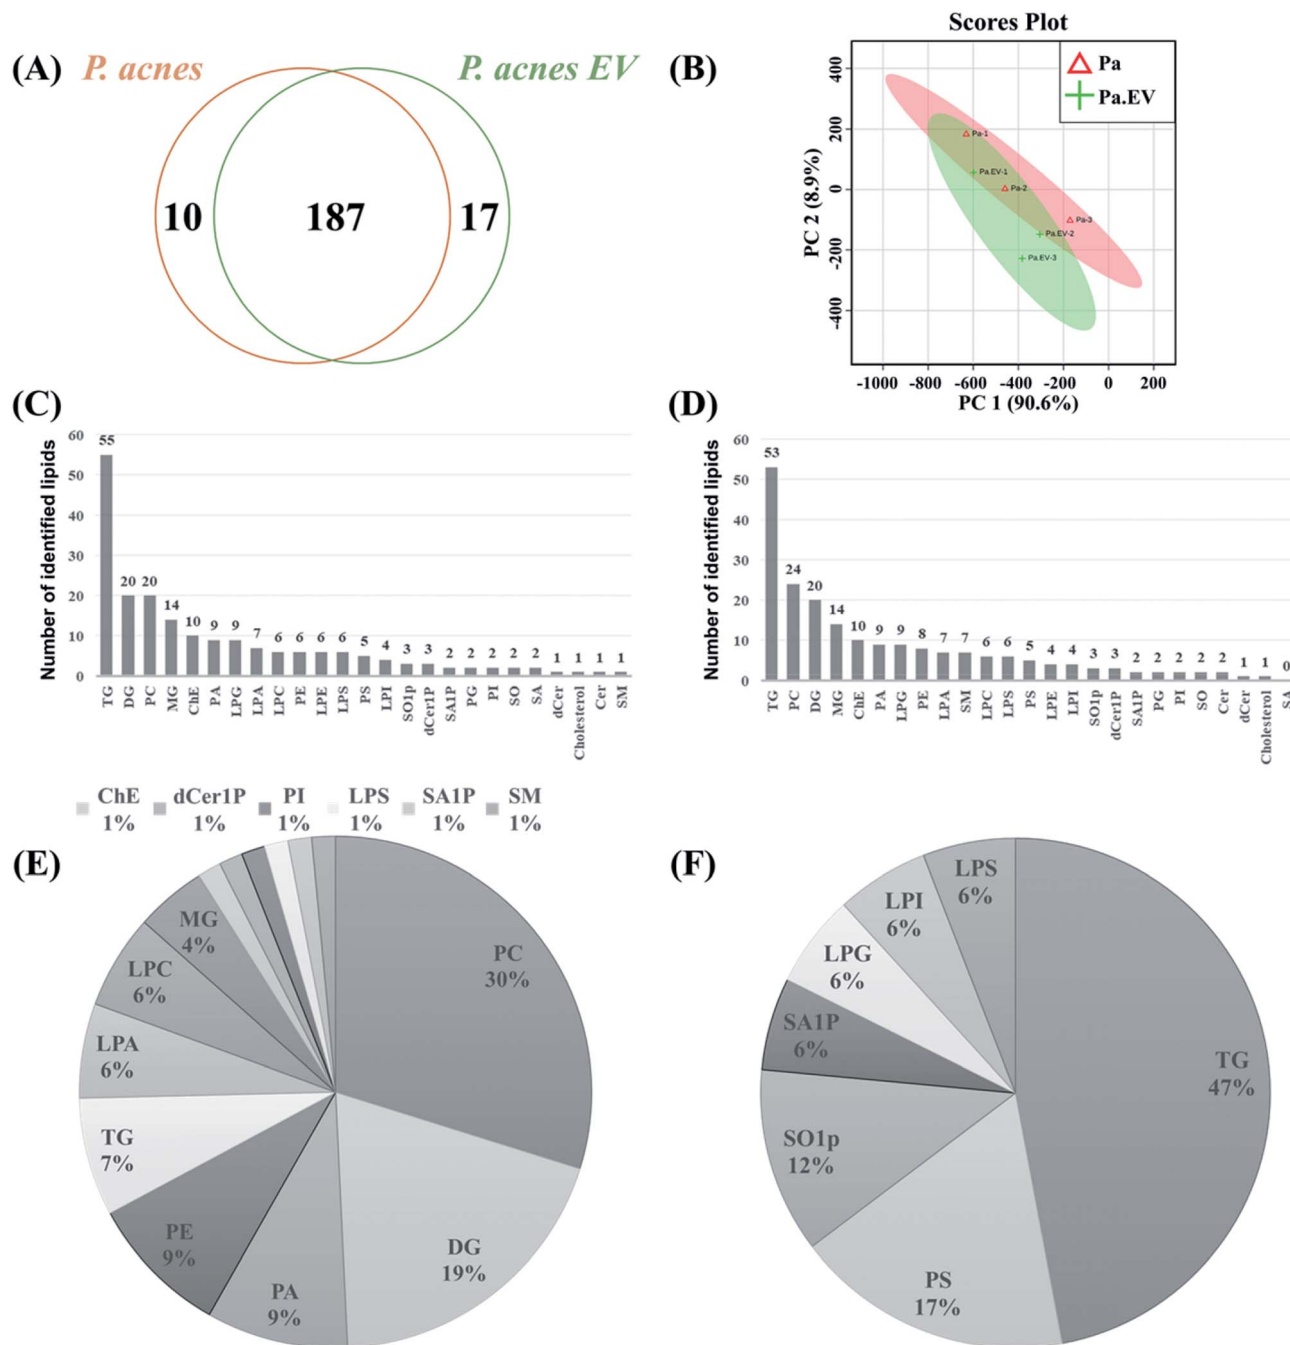 (A)
P. acnes
P. acnes EV
10
187
17
(B)
Scores Plot
Pa
Pa.EV
PC 2 (8.9%)
400
200
0
-200
-400
Pa-1
Pa.EV-1
Pa-2
Pa-3
Pa.EV-2
Pa.EV-3
-1000 -800 -600 -400 -200 0 200
PC 1 (90.6%)
(C)
Number of identified lipids
60
50
40
30
20
10
0
55 20 20 14 10 9 9 7 6 6 6 6 5 4 3 3 2 2 2 2 2 1 1 1 1
TG DG PC MG ChE PA LPG LPA LPC PE LPE LPS PS LPI SO1p dCer1P SA1P PG PI SO SA dCer Cholesterol Cer SM
(D)
Number of identified lipids
60
50
40
30
20
10
0
53 24 20 14 10 9 9 8 7 7 6 6 5 4 4 3 3 2 2 2 2 2 1 1 0
TG PC DG MG ChE PA LPG PE LPA SM LPC LPS PS LPE LPI SO1p dCer1P SA1P PG PI SO Cer dCer Cholesterol SA
ChE dCer1P PI LPS SA1P SM
1% 1% 1% 1% 1% 1%
(E)
PC
30%
DG
19%
PA
9%
PE
9%
TG
7%
LPA
6%
LPC
6%
MG
4%
(F)
TG
47%
PS
17%
SO1p
12%
SA1P
6%
LPG
6%
LPI
6%
LPS
6%